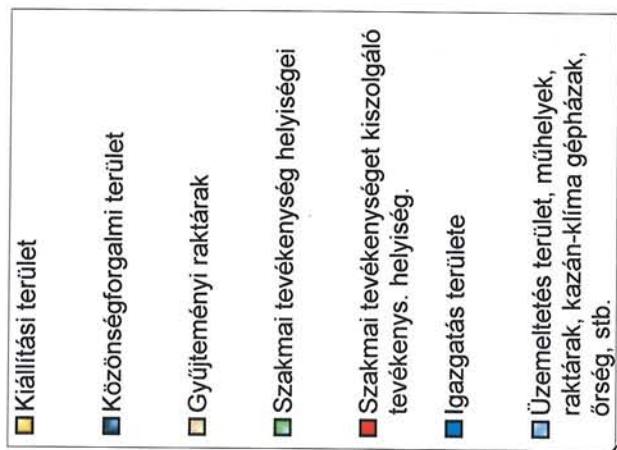 Kiállítási terület
Közönségforgalmi terület
Gyűjteményi raktárak
Szakmai tevékenység helyiségei
Szakmai tevékenységet kiszolgáló
tevékenys. helyiség.
Igazgatás területe
Üzemeltetés terület, műhelyek,
raktárak, kazán-klíma gépházak,
őrség, stb.